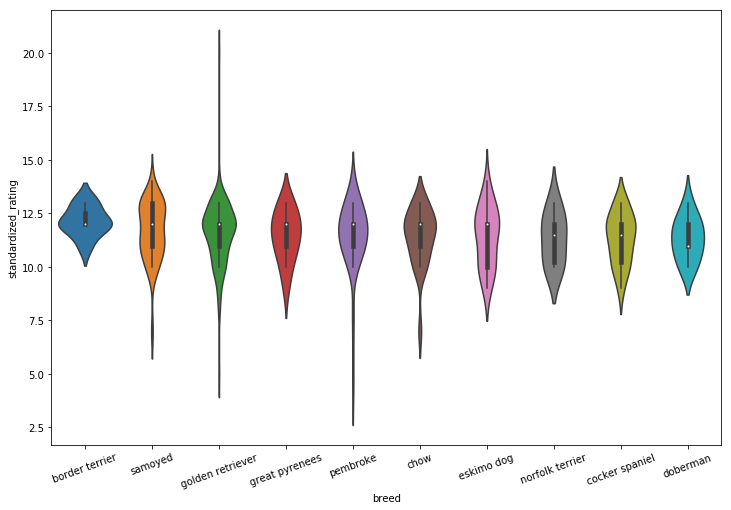 standardized_rating
20.0
17.5
15.0
12.5
10.0
7.5
5.0
2.5
border terrier
samoyed
golden retriever
great pyrenees
pembroke
chow
eskimo dog
norfolk terrier
cocker spaniel
doberman
breed